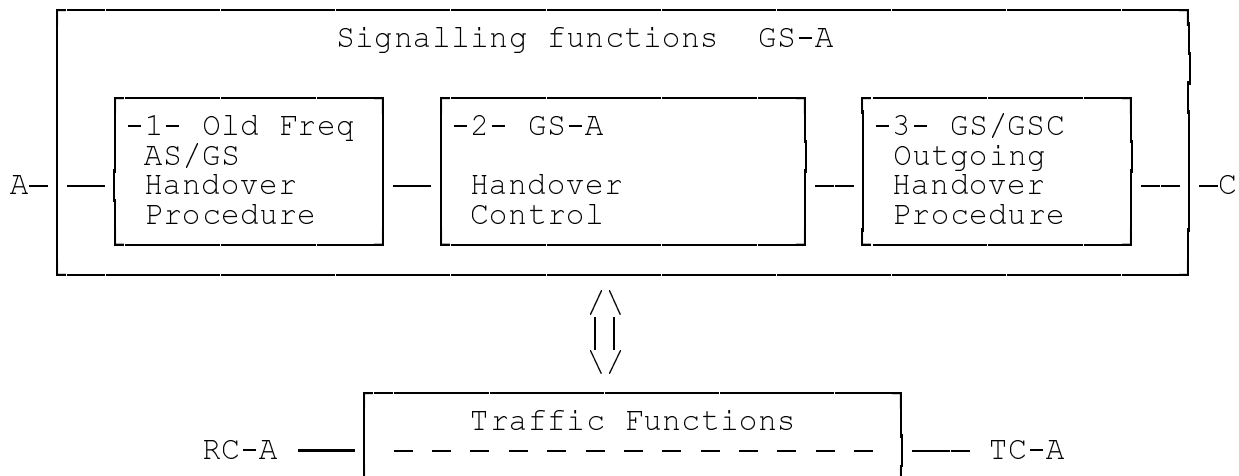 Signalling functions GS-A
-1- Old Freq
AS/GS
Handover
Procedure
-2- GS-A
Handover
Control
-3- GS/GSC
Outgoing
Handover
Procedure
A
C
Traffic Functions
RC-A
TC-A